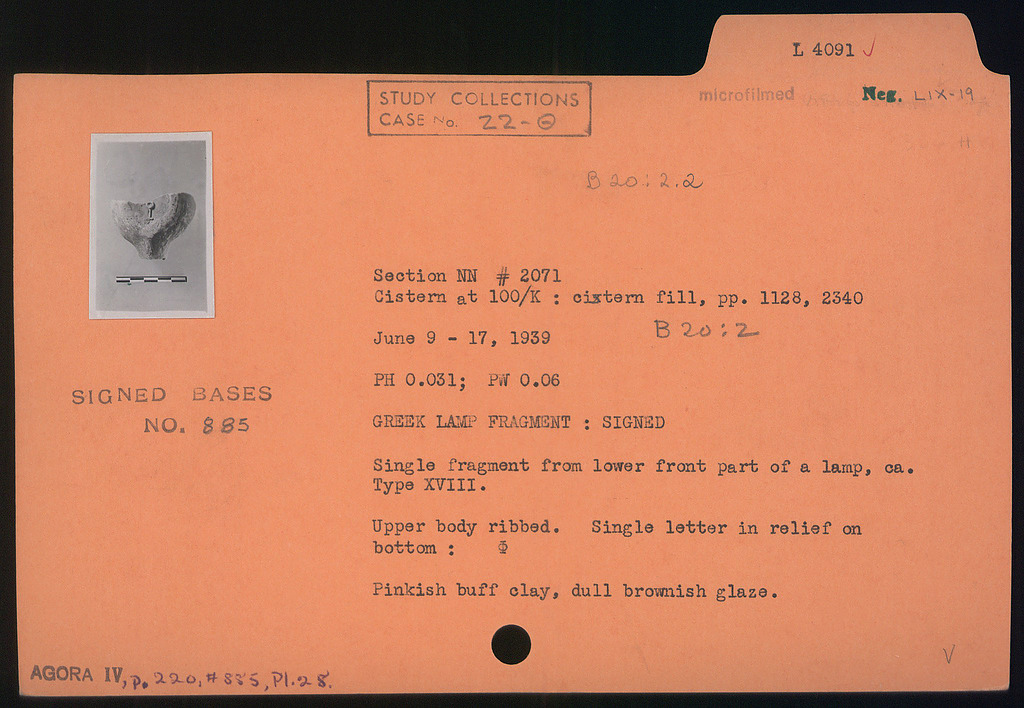 L 4091 ✓
STUDY COLLECTIONS
CASE No. 22-Θ
microfilmed
Neg. LIX-19
H
B 20:2.2
Section NN # 2071
Cistern at 100/K : cistern fill, pp. 1128, 2340
B 20:2
June 9 - 17, 1939
PH 0.031; PW 0.06
SIGNED BASES
NO. 885
GREEK LAMP FRAGMENT : SIGNED
Single fragment from lower front part of a lamp, ca.
Type XVIII.
Upper body ribbed. Single letter in relief on
bottom : Φ
Pinkish buff clay, dull brownish glaze.
V
AGORA IV, p. 220, #885, Pl. 28.